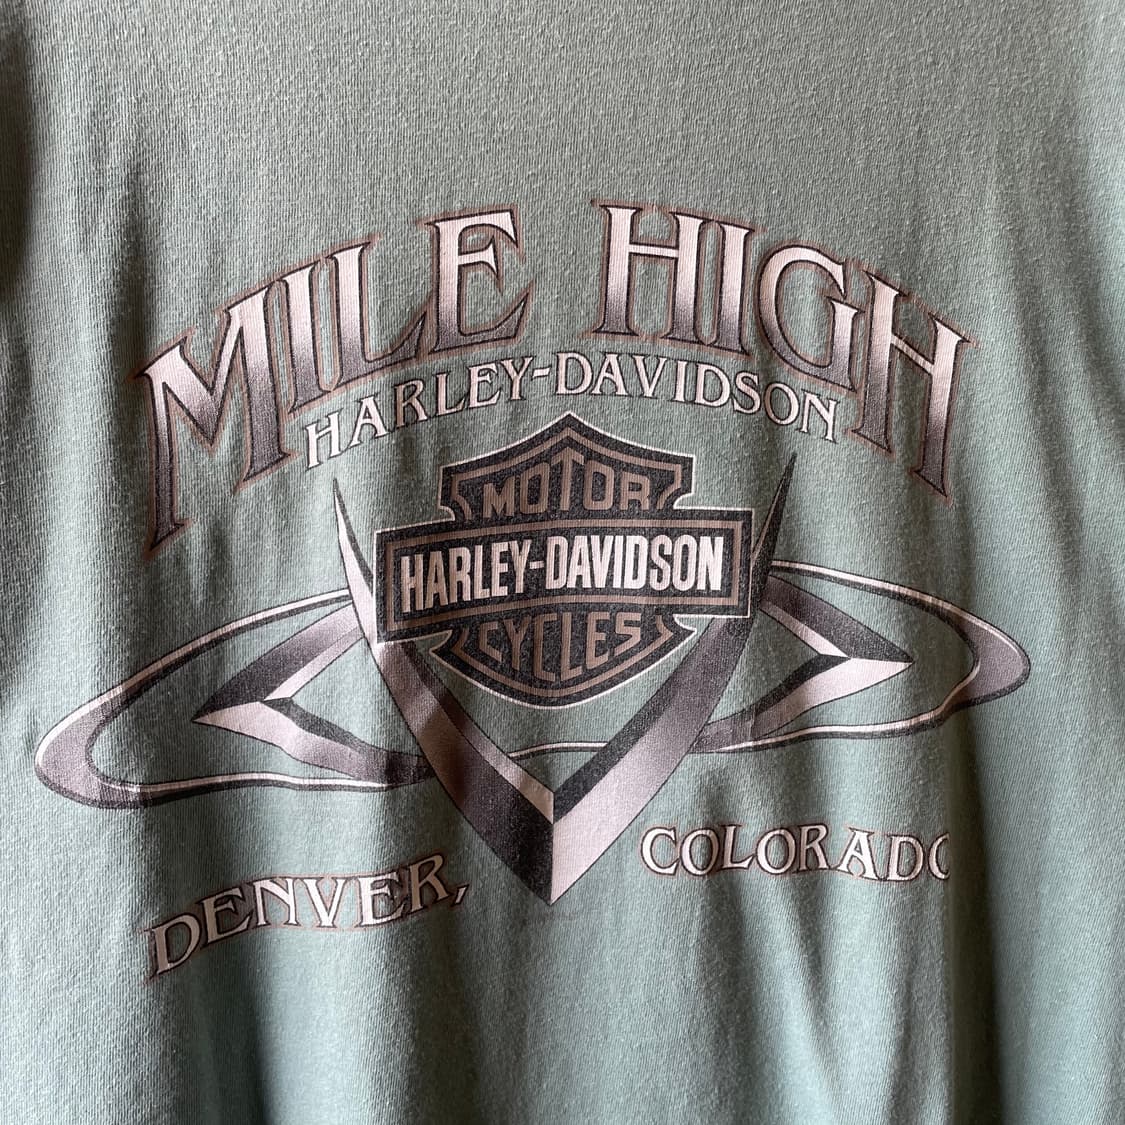 MILE HIGH
HARLEY-DAVIDSON
MOTOR
HARLEY-DAVIDSON
CYCLES
DENVER, COLORADO